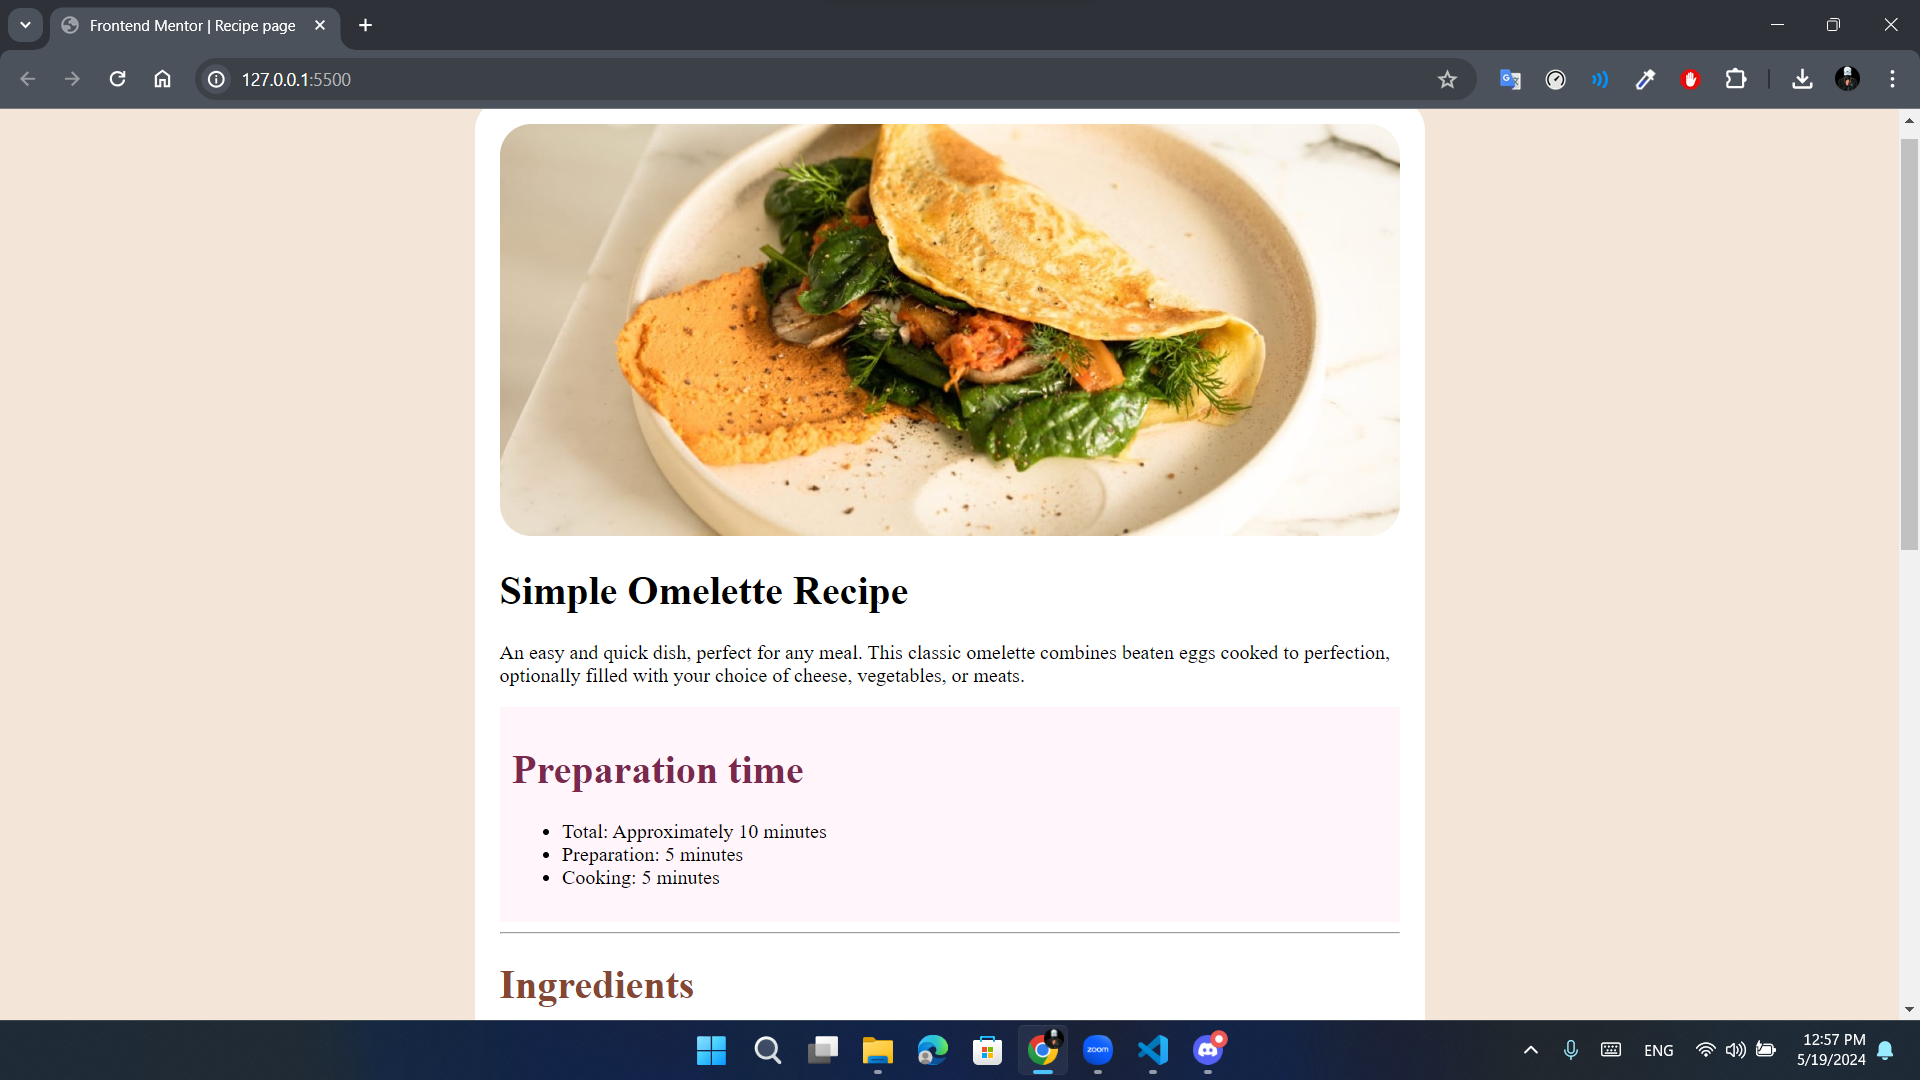 Frontend Mentor | Recipe page
127.0.0.1:5500
Simple Omelette Recipe
An easy and quick dish, perfect for any meal. This classic omelette combines beaten eggs cooked to perfection,
optionally filled with your choice of cheese, vegetables, or meats.
Preparation time
• Total: Approximately 10 minutes
• Preparation: 5 minutes
• Cooking: 5 minutes
Ingredients
zoom
ENG
12:57 PM
5/19/2024